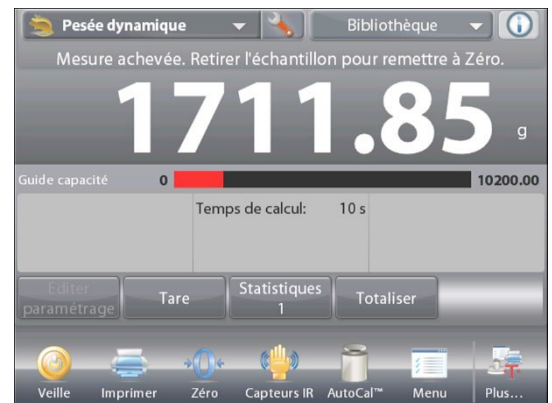 Pesée dynamique Bibliothèque
Mesure achevée. Retirer l'échantillon pour remettre à Zéro.
1711.85 g
Guide capacité 0 10200.00
Temps de calcul: 10 s
Editer paramétrage
Tare
Statistiques 1
Totaliser
Veille Imprimer Zéro Capteurs IR AutoCal™ Menu Plus...